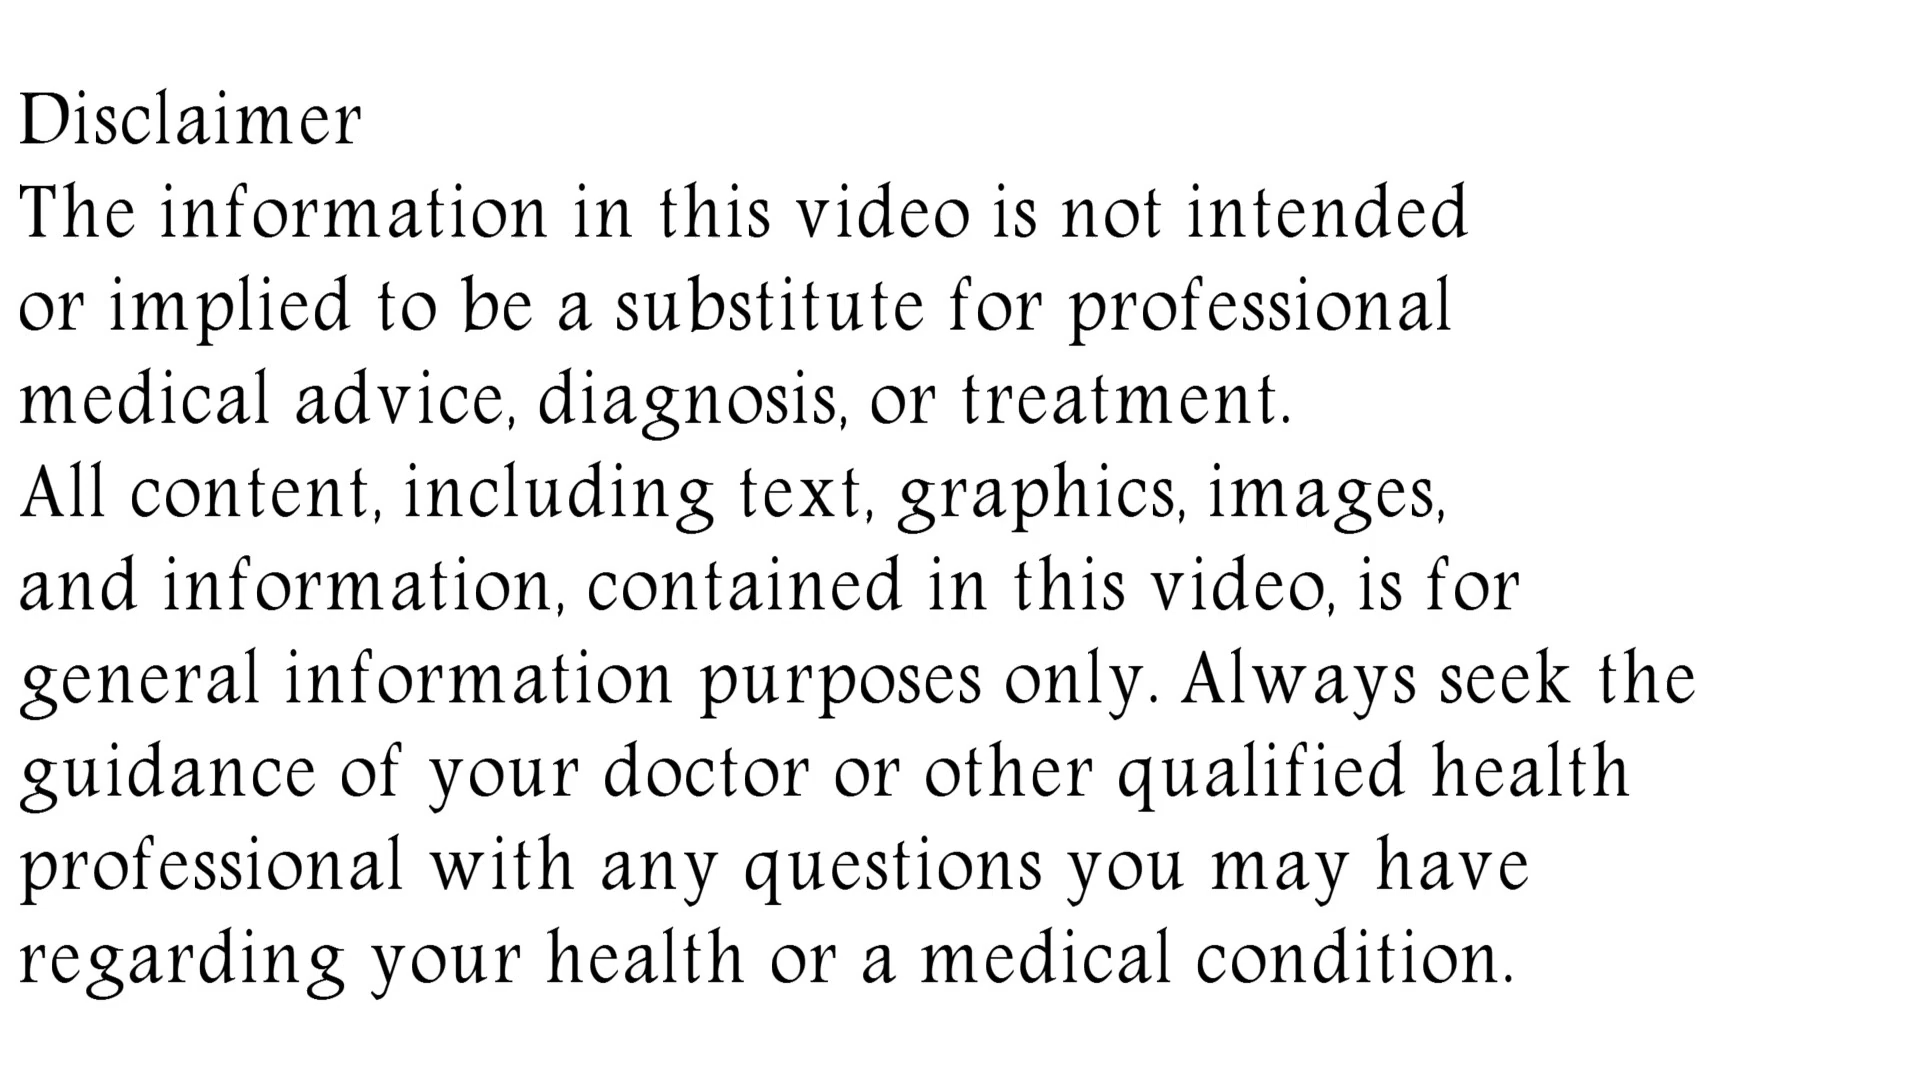 Disclaimer
The information in this video is not intended
or implied to be a substitute for professional
medical advice, diagnosis, or treatment.
All content, including text, graphics, images,
and information, contained in this video, is for
general information purposes only. Always seek the
guidance of your doctor or other qualified health
professional with any questions you may have
regarding your health or a medical condition.